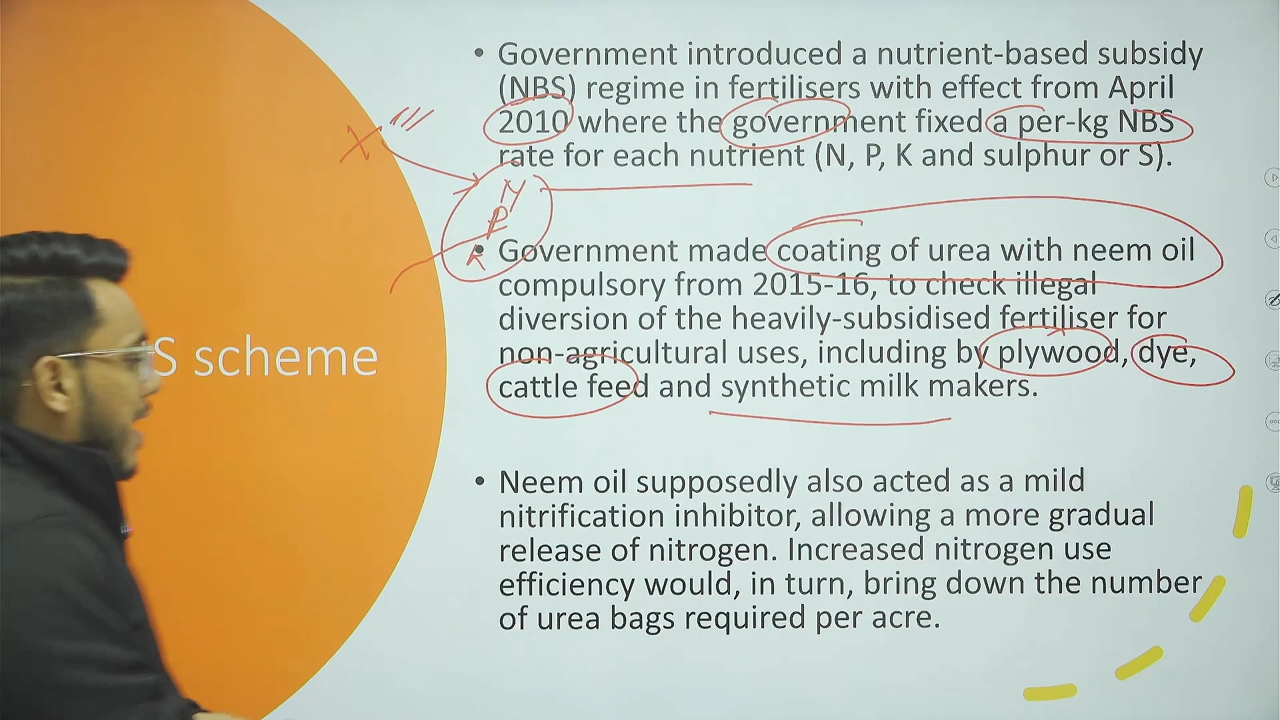 S scheme
• Government introduced a nutrient-based subsidy
(NBS) regime in fertilisers with effect from April
2010 where the government fixed a per-kg NBS
rate for each nutrient (N, P, K and sulphur or S).
X
N
P
K
• Government made coating of urea with neem oil
compulsory from 2015-16, to check illegal
diversion of the heavily-subsidised fertiliser for
non-agricultural uses, including by plywood, dye,
cattle feed and synthetic milk makers.
• Neem oil supposedly also acted as a mild
nitrification inhibitor, allowing a more gradual
release of nitrogen. Increased nitrogen use
efficiency would, in turn, bring down the number
of urea bags required per acre.